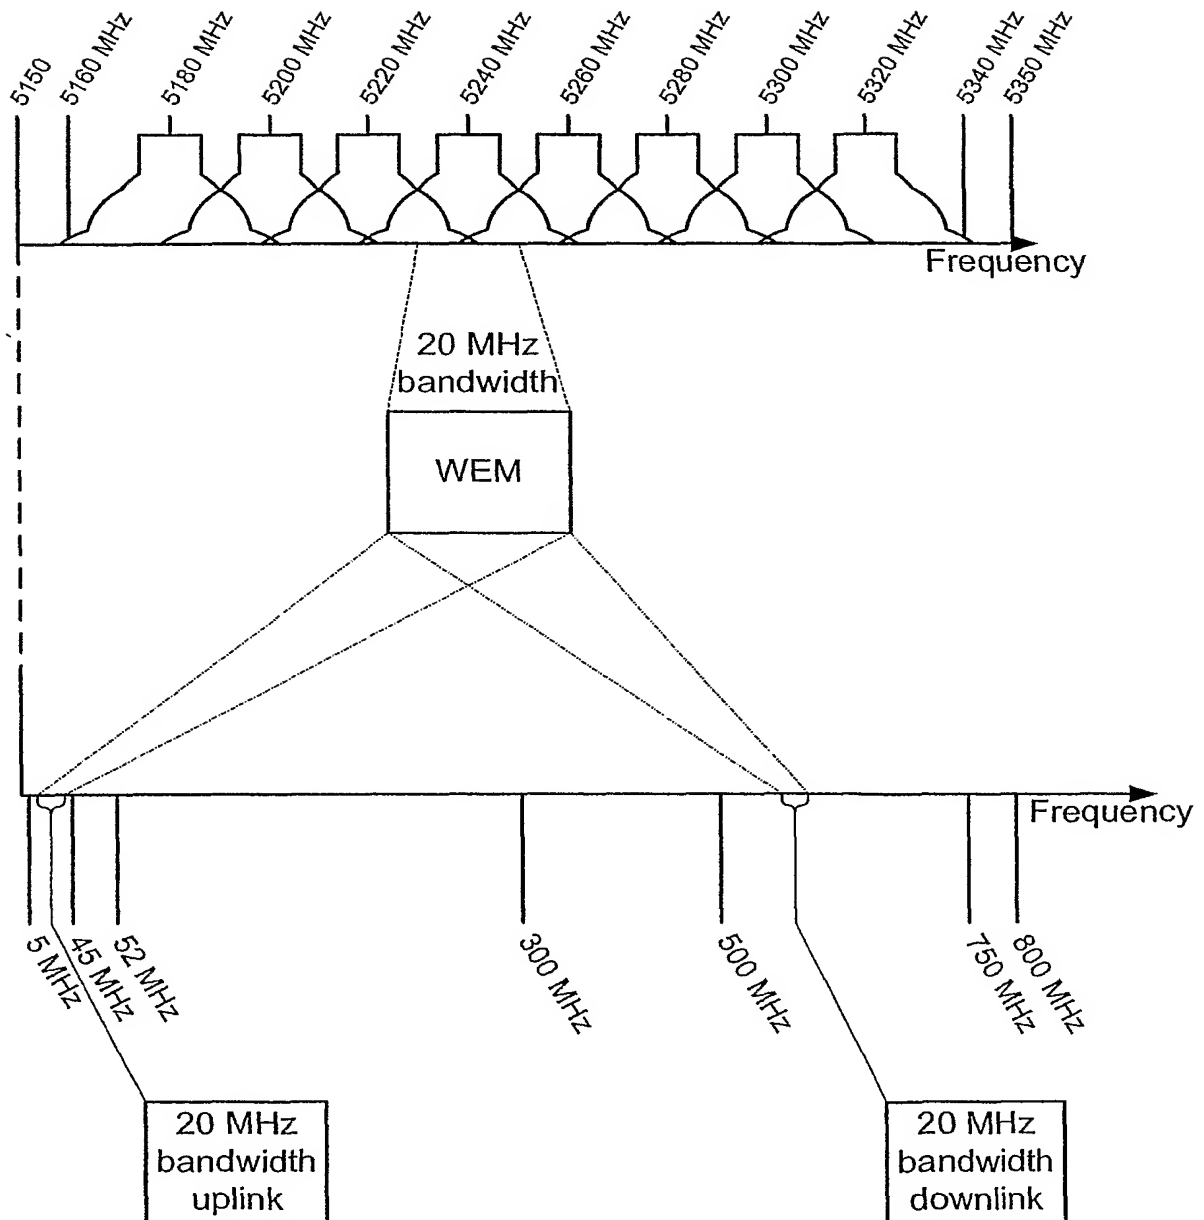 5150
5160 MHz
5180 MHz
5200 MHz
5220 MHz
5240 MHz
5260 MHz
5280 MHz
5300 MHz
5320 MHz
5340 MHz
5350 MHz
Frequency
20 MHz
bandwidth
WEM
Frequency
5 MHz
45 MHz
52 MHz
300 MHz
500 MHz
750 MHz
800 MHz
20 MHz
bandwidth
uplink
20 MHz
bandwidth
downlink